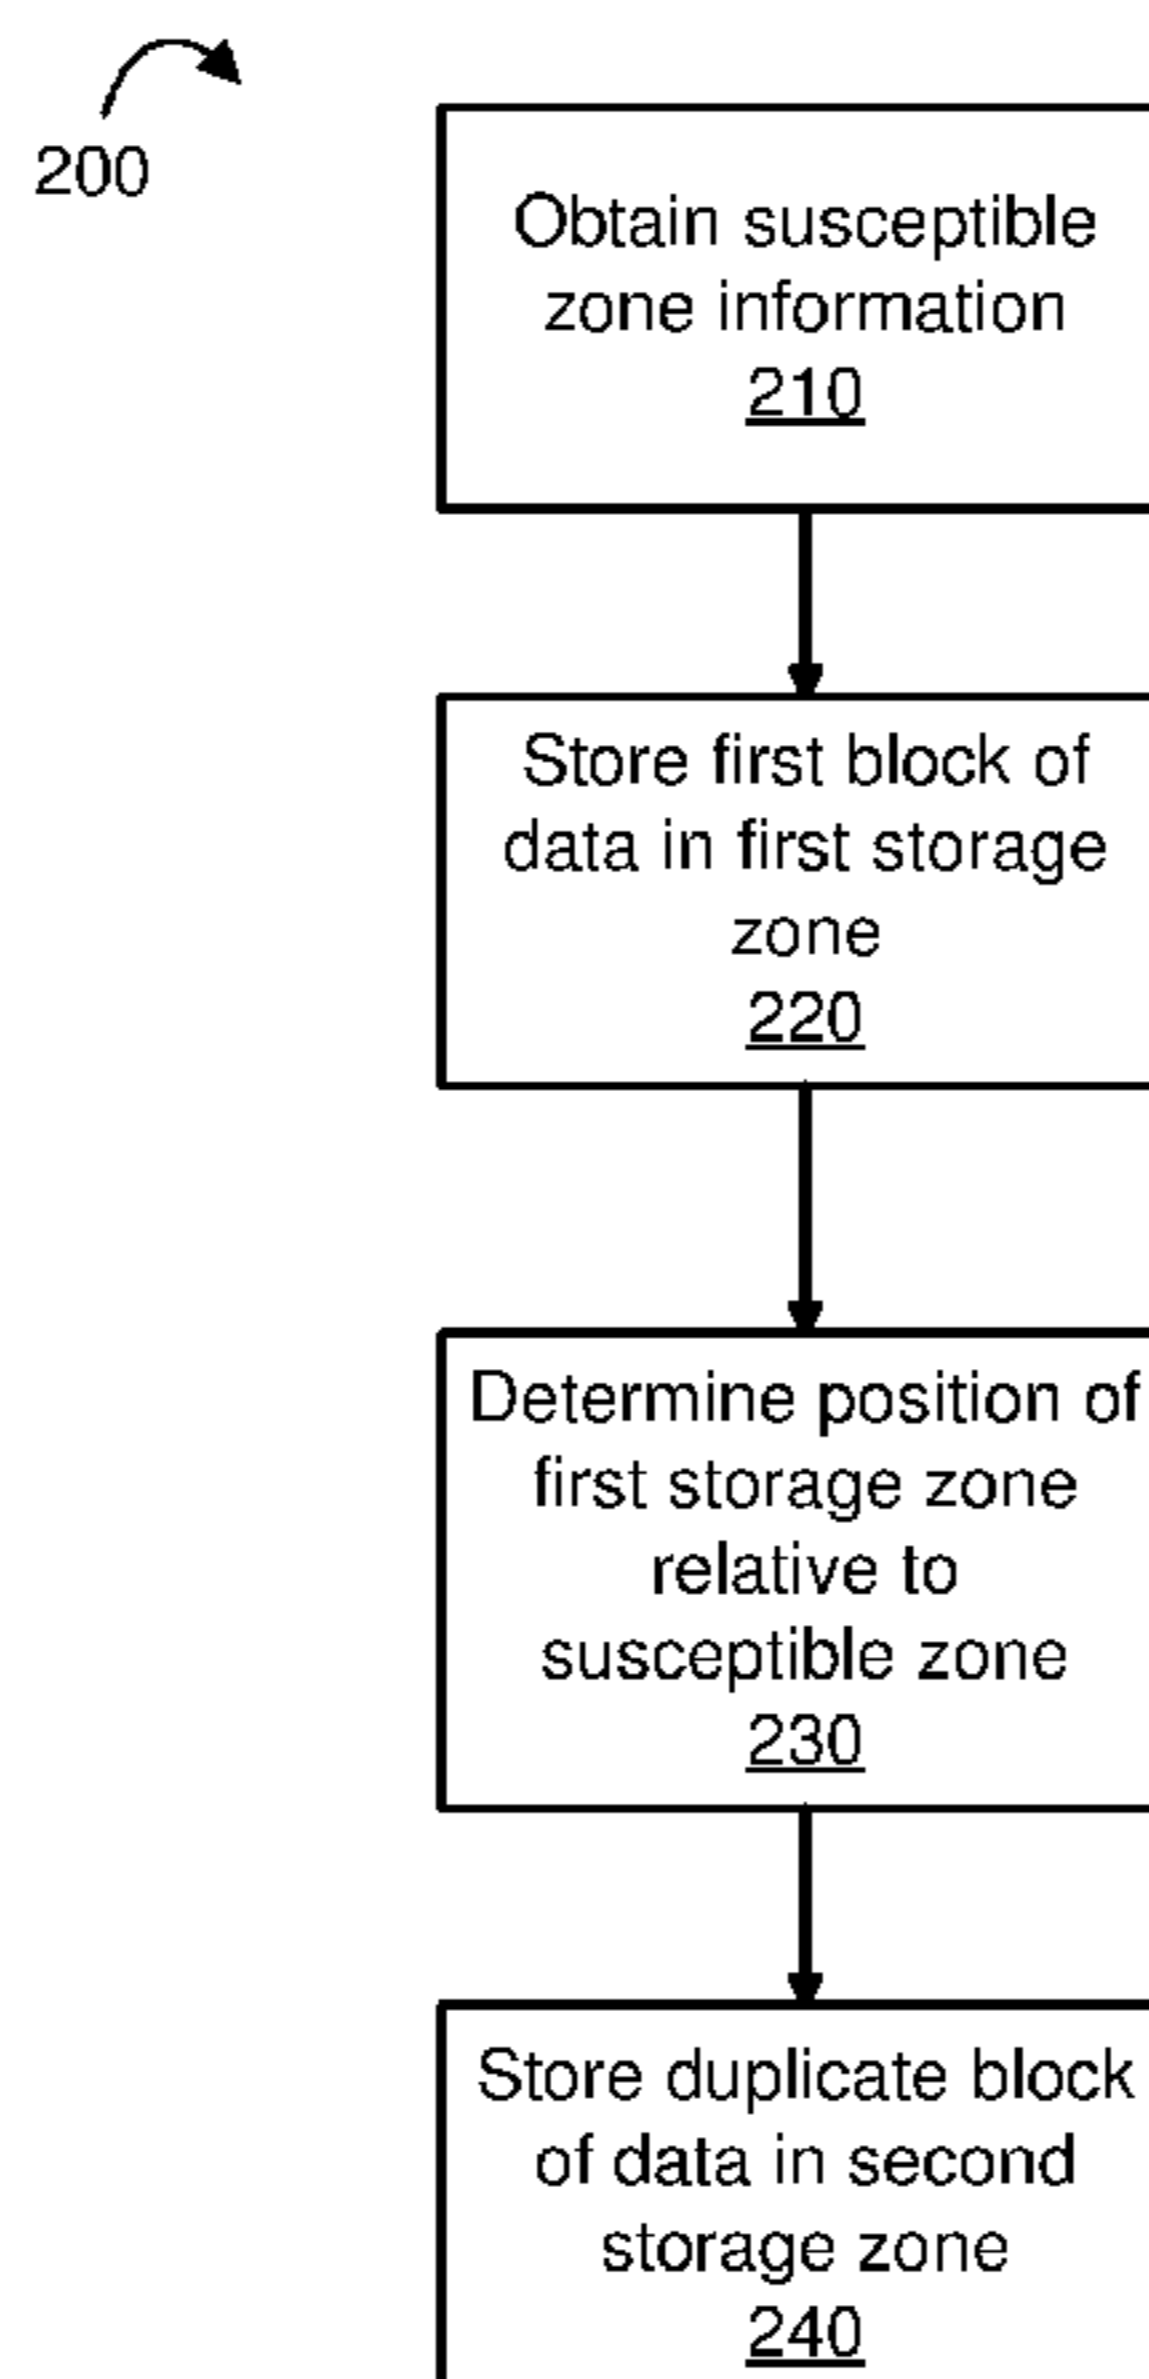 200
Obtain susceptible
zone information
210
Store first block of
data in first storage
zone
220
Determine position of
first storage zone
relative to
susceptible zone
230
Store duplicate block
of data in second
storage zone
240